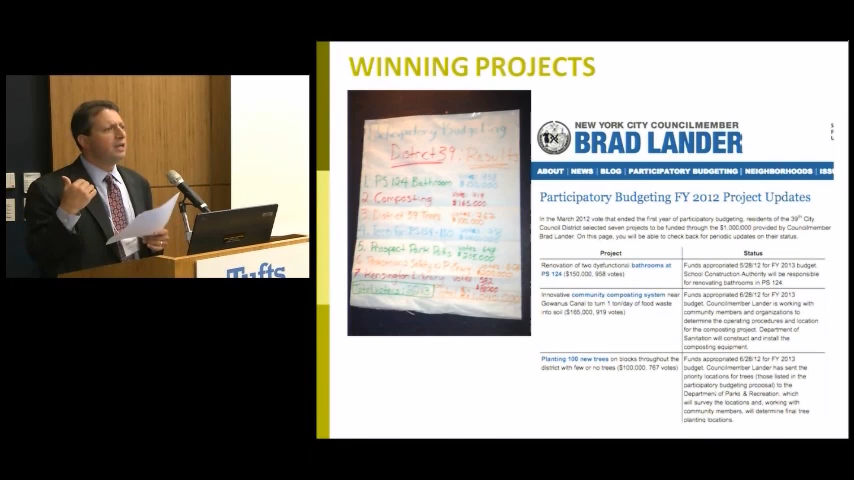 WINNING PROJECTS
Participatory Budgeting
District 39: Results
1. PS 124 Bathroom
2. Composting
$165,000
3. District 39 Trees
$100,000
5. Prospect Park
7. Kensington Library
NEW YORK CITY COUNCILMEMBER
BRAD LANDER
ABOUT | NEWS | BLOG | PARTICIPATORY BUDGETING | NEIGHBORHOODS | ISSU
Participatory Budgeting FY 2012 Project Updates
In the March 2012 vote that ended the first year of participatory budgeting, residents of the 39th City
Council District selected seven projects to be funded through the $1,000,000 provided by Councilmember
Brad Lander. On this page, you will be able to check back for periodic updates on their status.
Project Status
Renovation of two dysfunctional bathrooms at
PS 124 ($150,000, 958 votes)
Funds appropriated 6/28/12 for FY 2013 budget.
School Construction Authority will be responsible
for renovating bathrooms in PS 124.
Innovative community composting system near
Gowanus Canal to turn 1 ton/day of food waste
into soil ($165,000, 919 votes)
Funds appropriated 6/28/12 for FY 2013
budget. Councilmember Lander is working with
community members and organizations to
determine the operating procedures and location
for the composting project. Department of
Sanitation will construct and install the
composting equipment.
Planting 100 new trees on blocks throughout the
district with few or no trees ($100,000, 767 votes)
Funds appropriated 6/28/12 for FY 2013
budget. Councilmember Lander has sent the
priority locations for trees (those listed in the
participatory budgeting proposal) to the
Department of Parks & Recreation, which
will survey the locations and, working with
community members, will determine final tree
planting locations.
Tufts